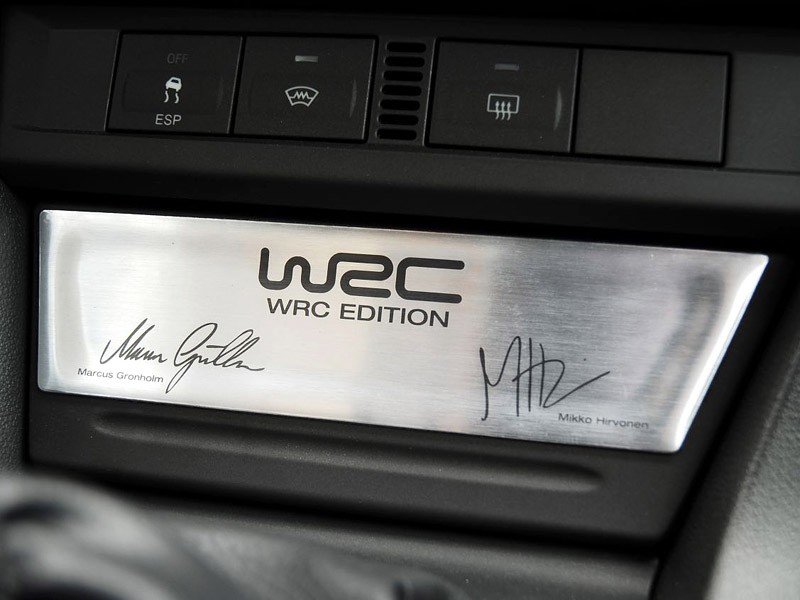 OFF
ESP
WRC
WRC EDITION
Marcus Gronholm
Mikko Hirvonen